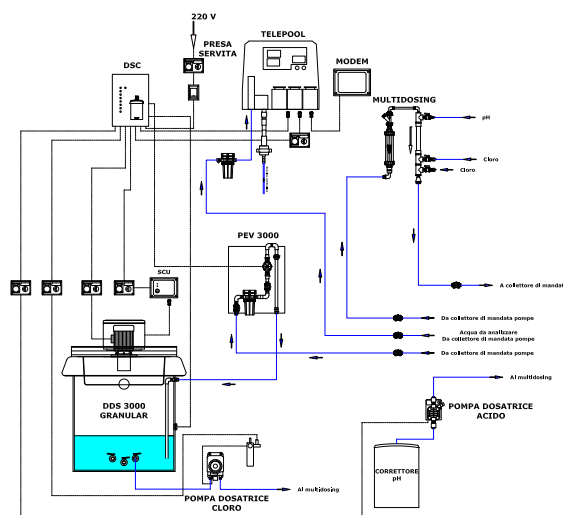 220 V
TELEPOOL
PRESA
SERVITA
MODEM
DSC
MULTIDOSING
pH
Cloro
Cloro
PEV 3000
SCU
A collettore di mandat
Da collettore di mandata pompe
Acqua da analizzare
Da collettore di mandata pompe
Da collettore di mandata pompe
Al multidosing
DDS 3000
GRANULAR
POMPA DOSATRICE
ACIDO
CORRETTORE
pH
POMPA DOSATRICE
CLORO
Al multidosing